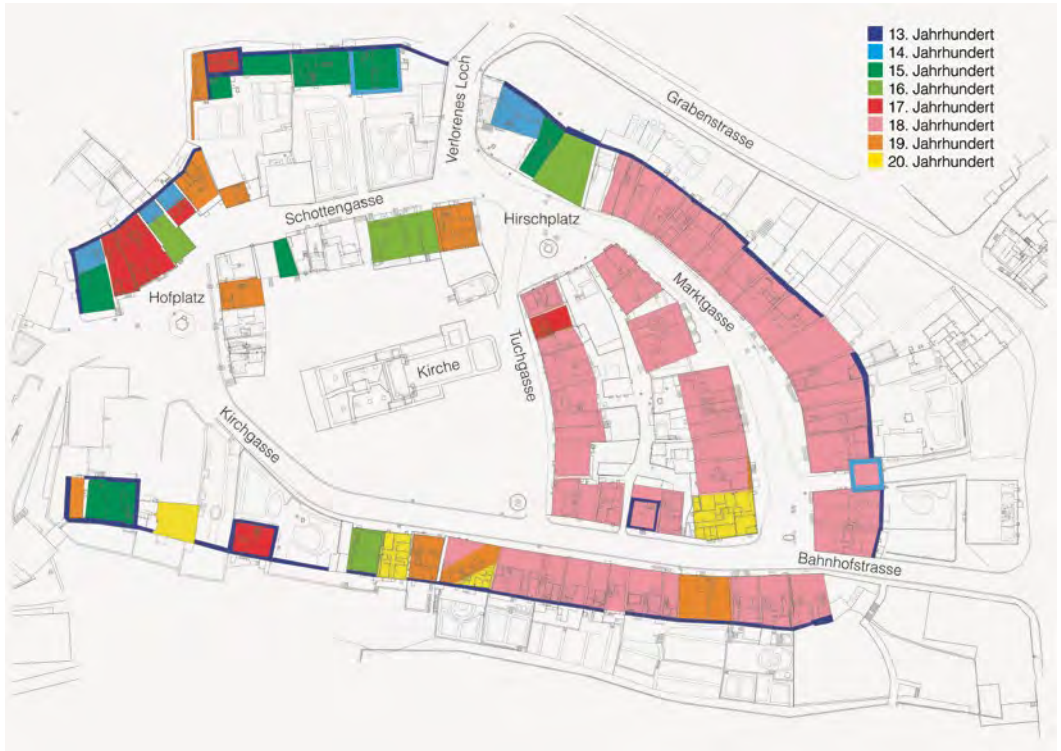 13. Jahrhundert
14. Jahrhundert
15. Jahrhundert
16. Jahrhundert
17. Jahrhundert
18. Jahrhundert
19. Jahrhundert
20. Jahrhundert
Verlorenes Loch
Grabenstrasse
Schottengasse
Hirschplatz
Hofplatz
Marktgasse
Tuchgasse
Kirche
Kirchgasse
Bahnhofstrasse